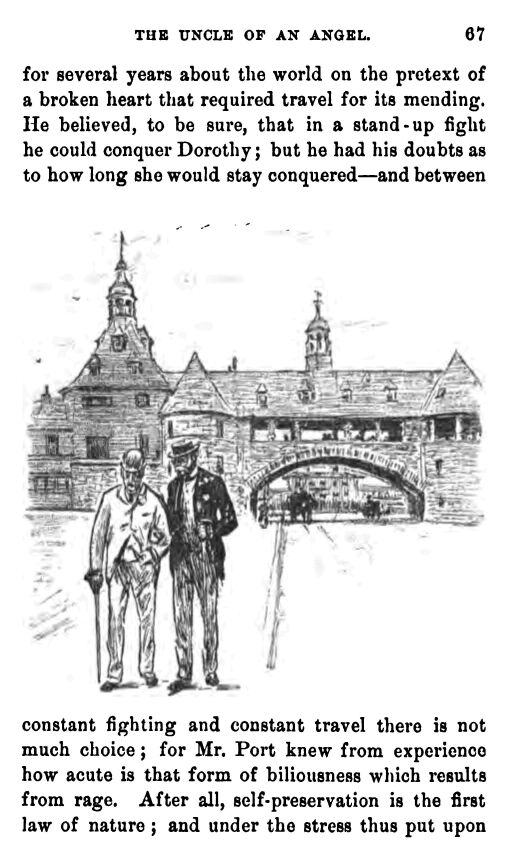 THE UNCLE OF AN ANGEL. 67
for several years about the world on the pretext of
a broken heart that required travel for its mending.
He believed, to be sure, that in a stand-up fight
he could conquer Dorothy; but he had his doubts as
to how long she would stay conquered—and between
constant fighting and constant travel there is not
much choice; for Mr. Port knew from experience
how acute is that form of biliousness which results
from rage. After all, self-preservation is the first
law of nature; and under the stress thus put upon